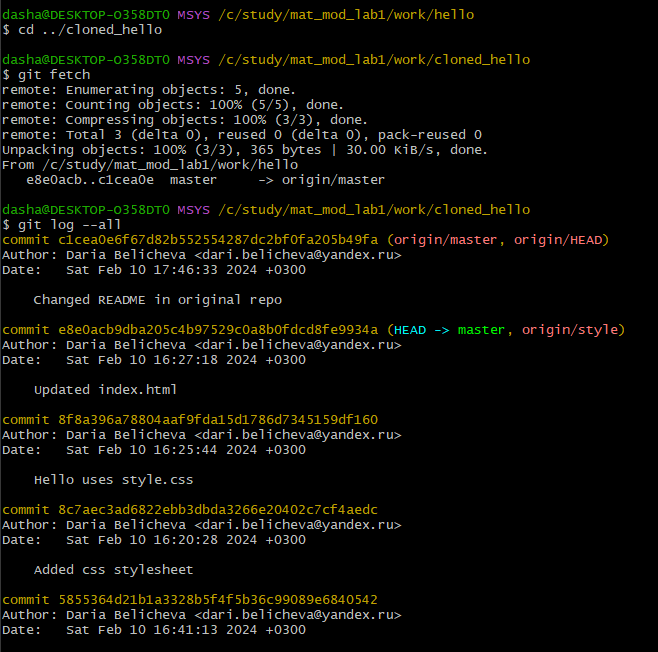 dasha@DESKTOP-O358DT0 MSYS /c/study/mat_mod_lab1/work/hello
$ cd ../cloned_hello
dasha@DESKTOP-O358DT0 MSYS /c/study/mat_mod_lab1/work/cloned_hello
$ git fetch
remote: Enumerating objects: 5, done.
remote: Counting objects: 100% (5/5), done.
remote: Compressing objects: 100% (3/3), done.
remote: Total 3 (delta 0), reused 0 (delta 0), pack-reused 0
Unpacking objects: 100% (3/3), 365 bytes | 30.00 KiB/s, done.
From /c/study/mat_mod_lab1/work/hello
   e8e0acb..c1cea0e  master     -> origin/master
dasha@DESKTOP-O358DT0 MSYS /c/study/mat_mod_lab1/work/cloned_hello
$ git log --all
commit c1cea0e6f67d82b552554287dc2bf0fa205b49fa (origin/master, origin/HEAD)
Author: Daria Belicheva <dari.belicheva@yandex.ru>
Date:   Sat Feb 10 17:46:33 2024 +0300
    Changed README in original repo
commit e8e0acb9dba205c4b97529c0a8b0fdcd8fe9934a (HEAD -> master, origin/style)
Author: Daria Belicheva <dari.belicheva@yandex.ru>
Date:   Sat Feb 10 16:27:18 2024 +0300
    Updated index.html
commit 8f8a396a78804aaf9fda15d1786d7345159df160
Author: Daria Belicheva <dari.belicheva@yandex.ru>
Date:   Sat Feb 10 16:25:44 2024 +0300
    Hello uses style.css
commit 8c7aec3ad6822ebb3dbda3266e20402c7cf4aedc
Author: Daria Belicheva <dari.belicheva@yandex.ru>
Date:   Sat Feb 10 16:20:28 2024 +0300
    Added css stylesheet
commit 5855364d21b1a3328b5f4f5b36c99089e6840542
Author: Daria Belicheva <dari.belicheva@yandex.ru>
Date:   Sat Feb 10 16:41:13 2024 +0300